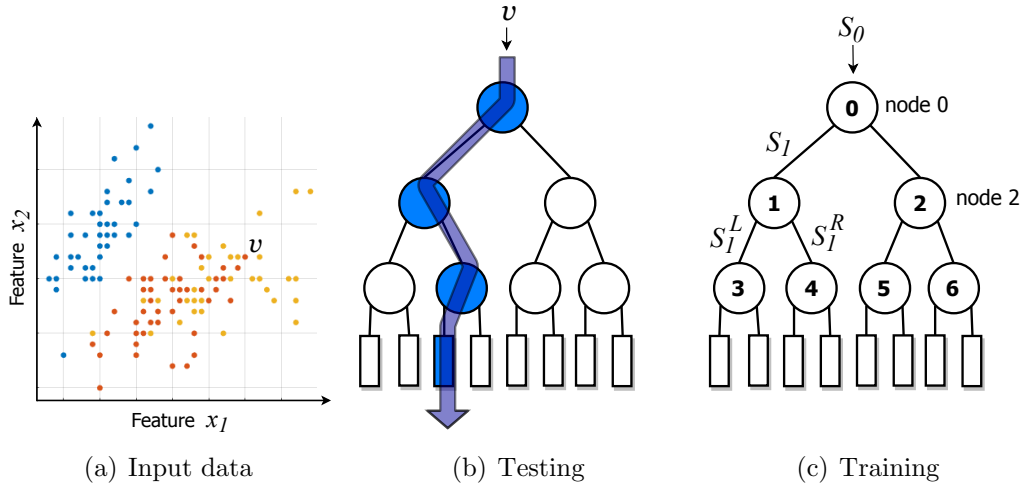 Feature x2
v
Feature x1
(a) Input data
v
(b) Testing
S0
0 node 0
S1
1 2 node 2
S1L S1R
3 4 5 6
(c) Training